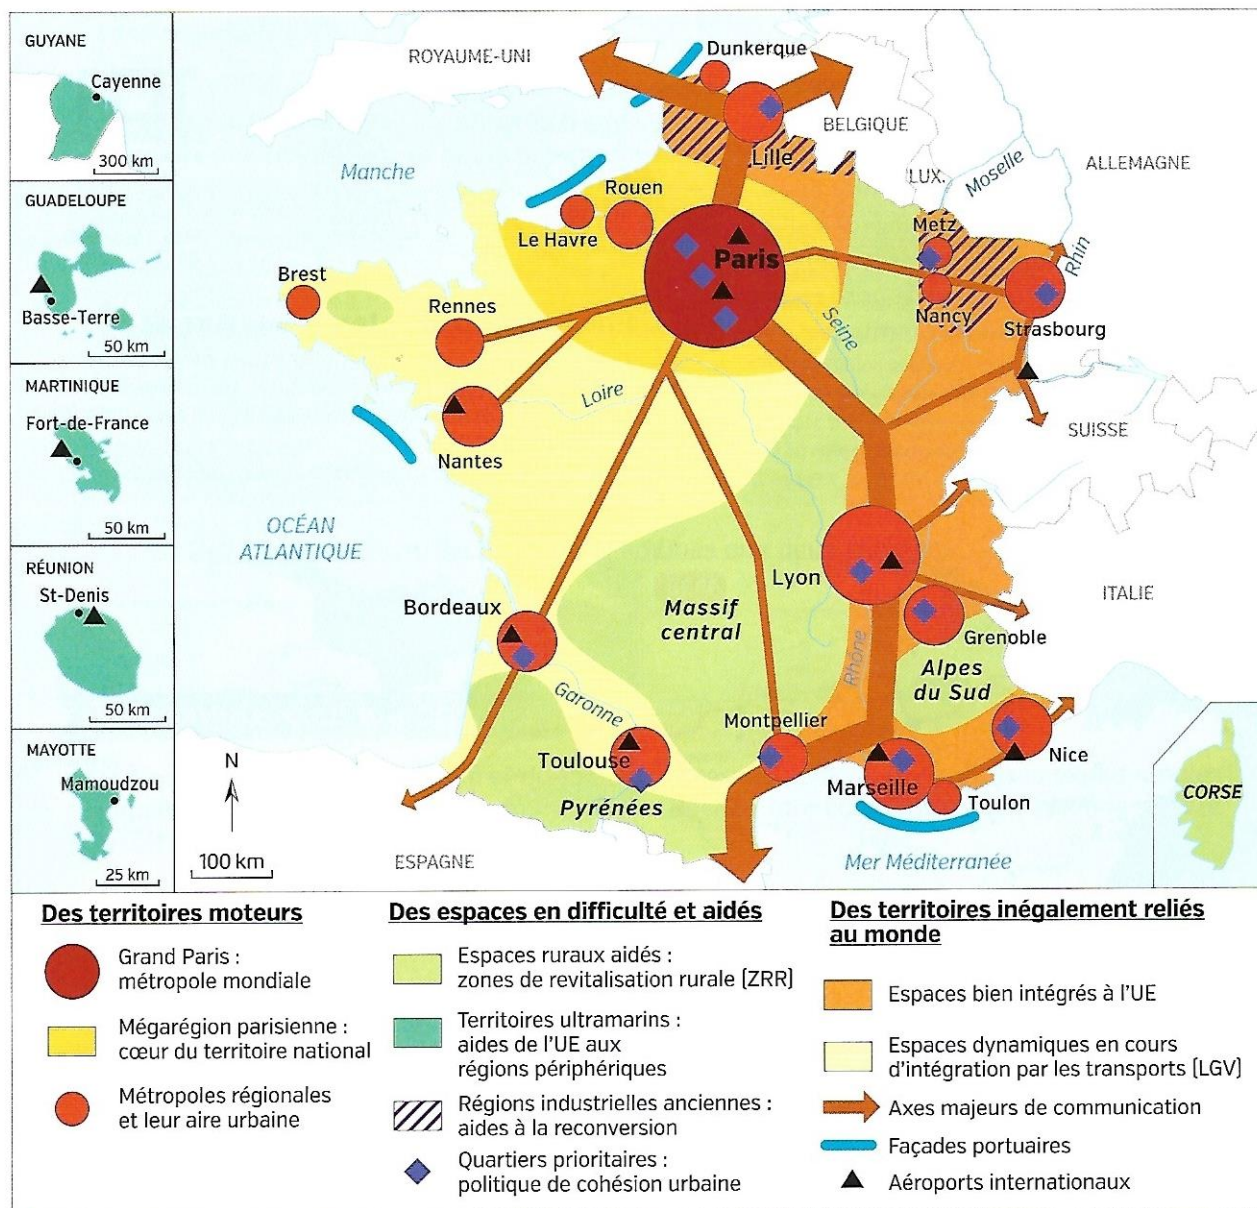 GUYANE
Cayenne
300 km
GUADELOUPE
Basse-Terre
50 km
MARTINIQUE
Fort-de-France
50 km
RÉUNION
St-Denis
50 km
MAYOTTE
Mamoudzou
25 km
ROYAUME-UNI
Dunkerque
BELGIQUE
Lille
LUX.
Moselle
ALLEMAGNE
Manche
Rouen
Le Havre
Paris
Metz
Nancy
Rhin
Strasbourg
Brest
Rennes
Seine
Loire
Nantes
SUISSE
OCÉAN
ATLANTIQUE
Lyon
ITALIE
Bordeaux
Massif
central
Rhône
Grenoble
Alpes
du Sud
Garonne
Montpellier
Toulouse
Nice
Marseille
Toulon
Pyrénées
CORSE
N
100 km
ESPAGNE
Mer Méditerranée
Des territoires moteurs
Grand Paris :
métropole mondiale
Mégarégion parisienne :
cœur du territoire national
Métropoles régionales
et leur aire urbaine
Des espaces en difficulté et aidés
Espaces ruraux aidés :
zones de revitalisation rurale (ZRR)
Territoires ultramarins :
aides de l'UE aux
régions périphériques
Régions industrielles anciennes :
aides à la reconversion
Quartiers prioritaires :
politique de cohésion urbaine
Des territoires inégalement reliés
au monde
Espaces bien intégrés à l'UE
Espaces dynamiques en cours
d'intégration par les transports (LGV)
Axes majeurs de communication
Façades portuaires
Aéroports internationaux